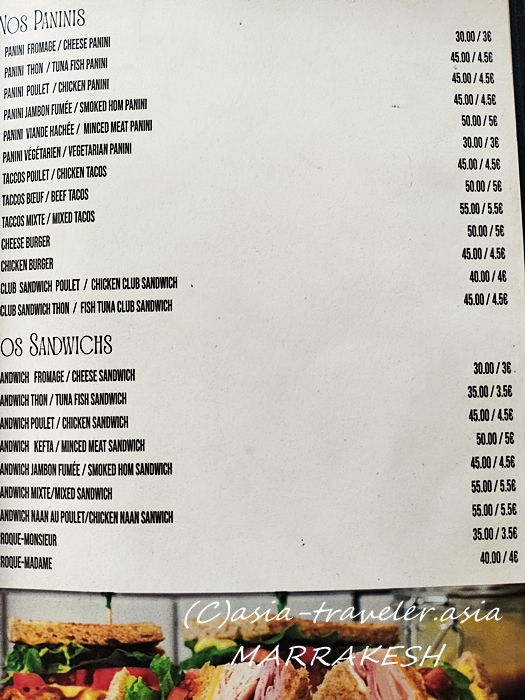 Nos Paninis
PANINI FROMAGE / CHEESE PANINI 30.00 / 3€
PANINI THON / TUNA FISH PANINI 45.00 / 4.5€
PANINI POULET / CHICKEN PANINI 45.00 / 4.5€
PANINI JAMBON FUMÉE / SMOKED HOM PANINI 45.00 / 4.5€
PANINI VIANDE HACHÉE / MINCED MEAT PANINI 50.00 / 5€
PANINI VÉGÉTARIEN / VEGETARIAN PANINI 30.00 / 3€
TACCOS POULET / CHICKEN TACOS 45.00 / 4.5€
TACCOS BŒUF / BEEF TACOS 50.00 / 5€
TACCOS MIXTE / MIXED TACOS 55.00 / 5.5€
CHEESE BURGER 50.00 / 5€
CHICKEN BURGER 45.00 / 4.5€
CLUB SANDWICH POULET / CHICKEN CLUB SANDWICH 40.00 / 4€
CLUB SANDWICH THON / FISH TUNA CLUB SANDWICH 45.00 / 4.5€
OS SANDWICHS
ANDWICH FROMAGE / CHEESE SANDWICH 30.00 / 3€
ANDWICH THON / TUNA FISH SANDWICH 35.00 / 3.5€
ANDWICH POULET / CHICKEN SANDWICH 45.00 / 4.5€
ANDWICH KEFTA / MINCED MEAT SANDWICH 50.00 / 5€
ANDWICH JAMBON FUMÉE / SMOKED HOM SANDWICH 45.00 / 4.5€
ANDWICH MIXTE/MIXED SANDWICH 55.00 / 5.5€
ANDWICH NAAN AU POULET/CHICKEN NAAN SANWICH 55.00 / 5.5€
ROQUE-MONSIEUR 35.00 / 3.5€
ROQUE-MADAME 40.00 / 4€
(C)asia-traveler.asia
MARRAKESH